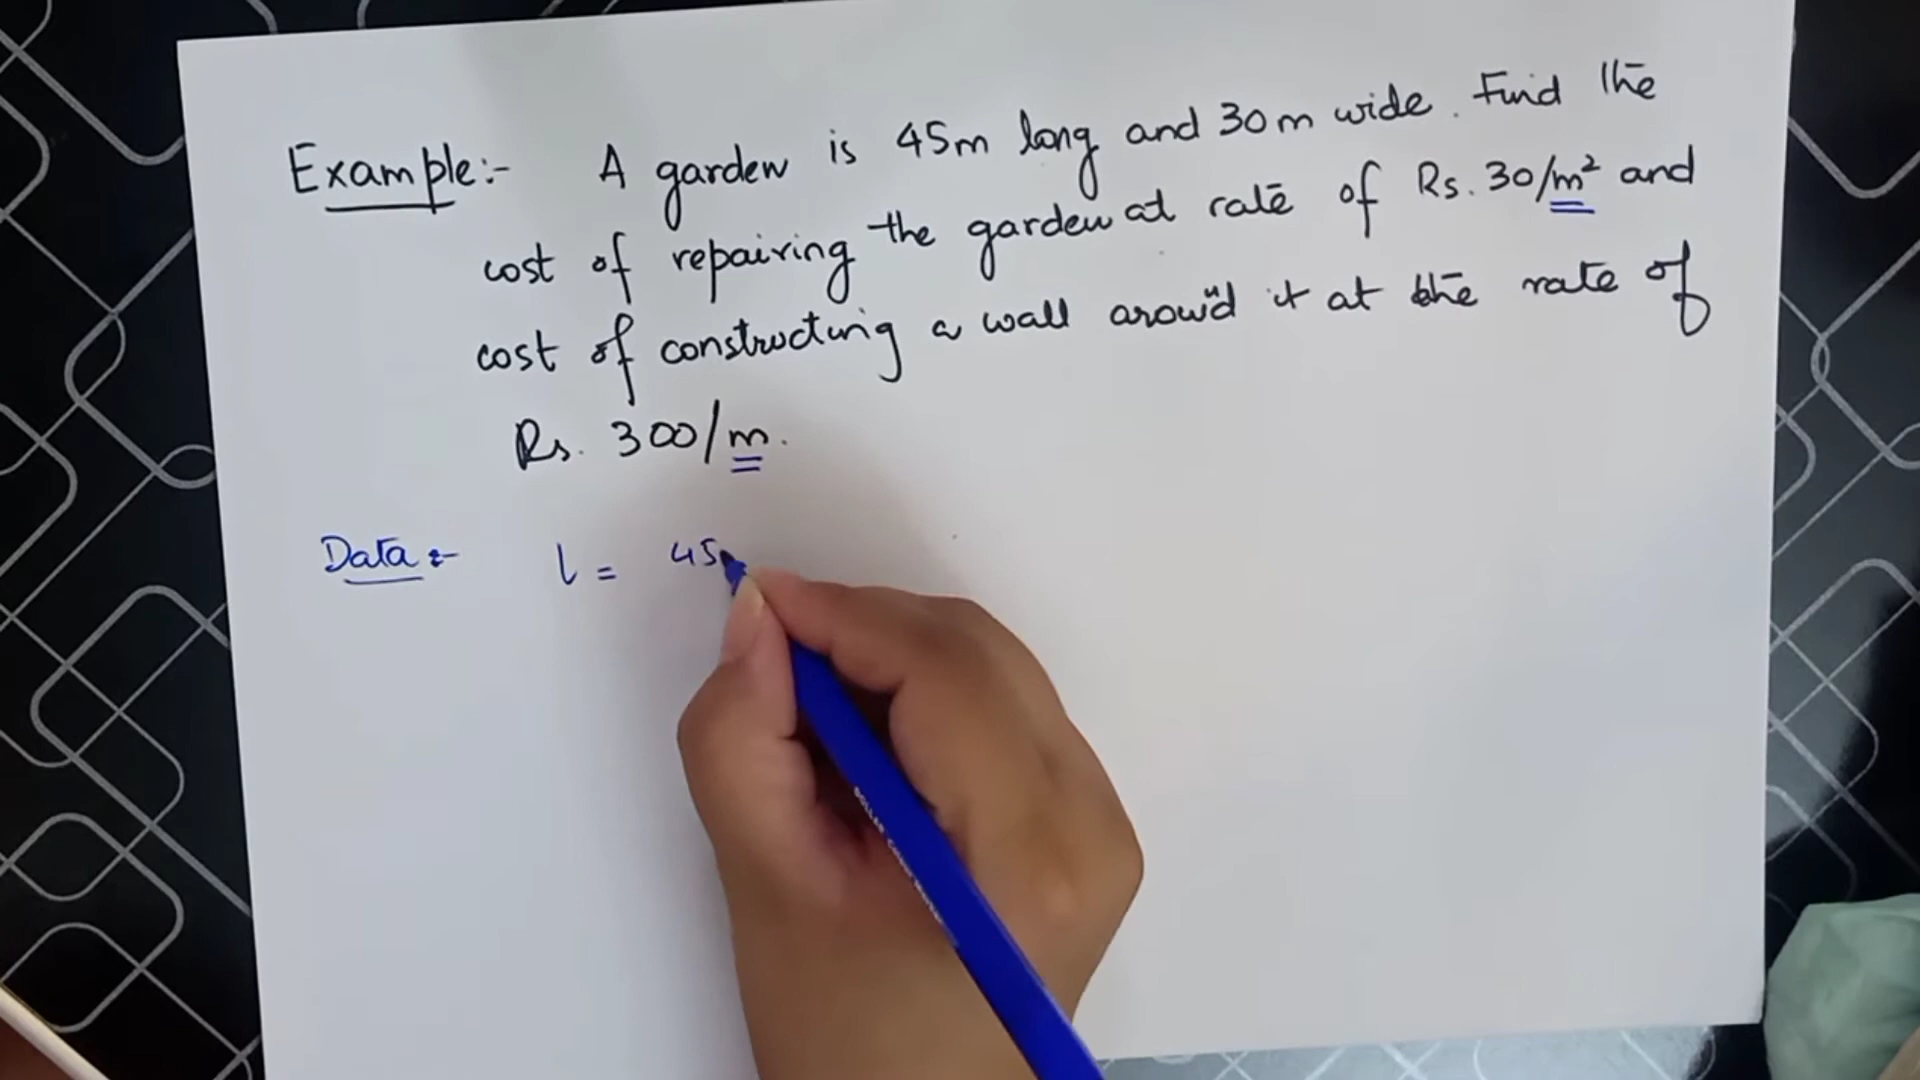 Example:- A garden is 45m long and 30m wide. Find the
cost of repairing the garden at rate of Rs. 30/m² and
cost of constructing a wall around it at the rate of
Rs. 300/m.
Data:- l = 45